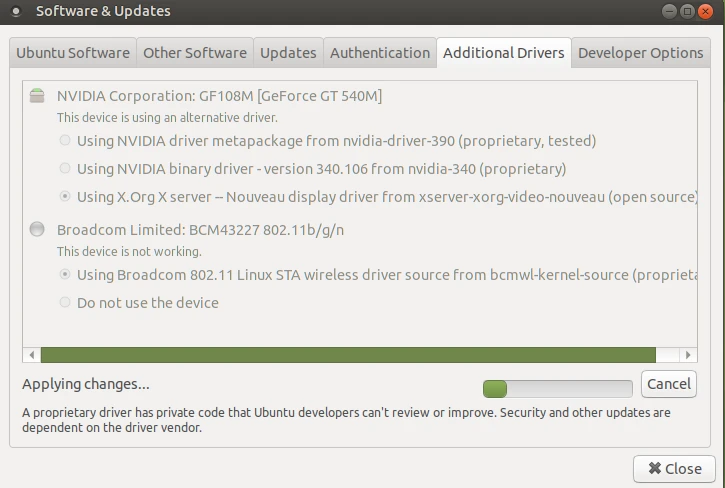 Software & Updates
Ubuntu Software
Other Software
Updates
Authentication
Additional Drivers
Developer Options
NVIDIA Corporation: GF108M [GeForce GT 540M]
This device is using an alternative driver.
Using NVIDIA driver metapackage from nvidia-driver-390 (proprietary, tested)
Using NVIDIA binary driver - version 340.106 from nvidia-340 (proprietary)
Using X.Org X server -- Nouveau display driver from xserver-xorg-video-nouveau (open source)
Broadcom Limited: BCM43227 802.11b/g/n
This device is not working.
Using Broadcom 802.11 Linux STA wireless driver source from bcmwl-kernel-source (proprieta
Do not use the device
Applying changes...
Cancel
A proprietary driver has private code that Ubuntu developers can't review or improve. Security and other updates are
dependent on the driver vendor.
Close